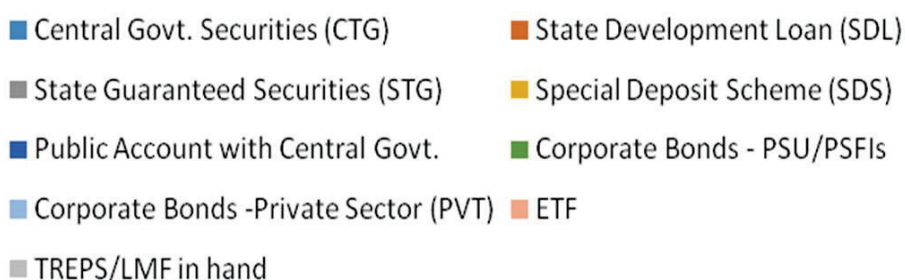 Central Govt. Securities (CTG) State Development Loan (SDL)
State Guaranteed Securities (STG) Special Deposit Scheme (SDS)
Public Account with Central Govt. Corporate Bonds - PSU/PSFIs
Corporate Bonds -Private Sector (PVT) ETF
TREPS/LMF in hand